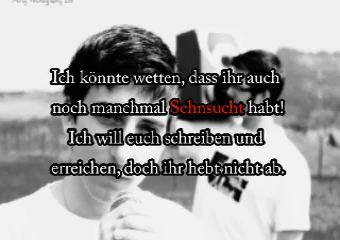 Ich könnte wetten, dass ihr auch
noch manchmal Sehnsucht habt!
Ich will euch schreiben und
erreichen, doch ihr hebt nicht ab.